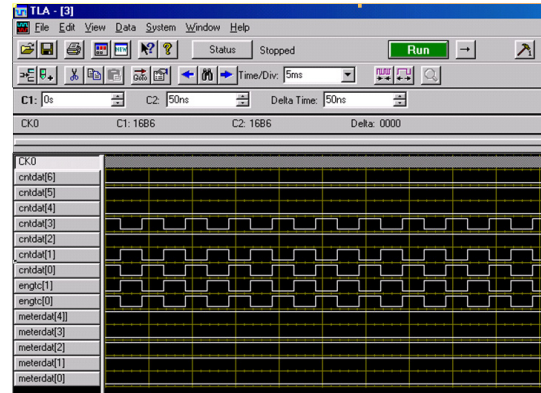 TLA - [3]
File Edit View Data System Window Help
Status Stopped Run
Time/Div: 5ms
C1: 0s C2: 50ns Delta Time: 50ns
CK0 C1: 16B6 C2: 16B6 Delta: 0000
CK0
cntdat[6]
cntdat[5]
cntdat[4]
cntdat[3]
cntdat[2]
cntdat[1]
cntdat[0]
engtc[1]
engtc[0]
meterdat[4]]
meterdat[3]
meterdat[2]
meterdat[1]
meterdat[0]